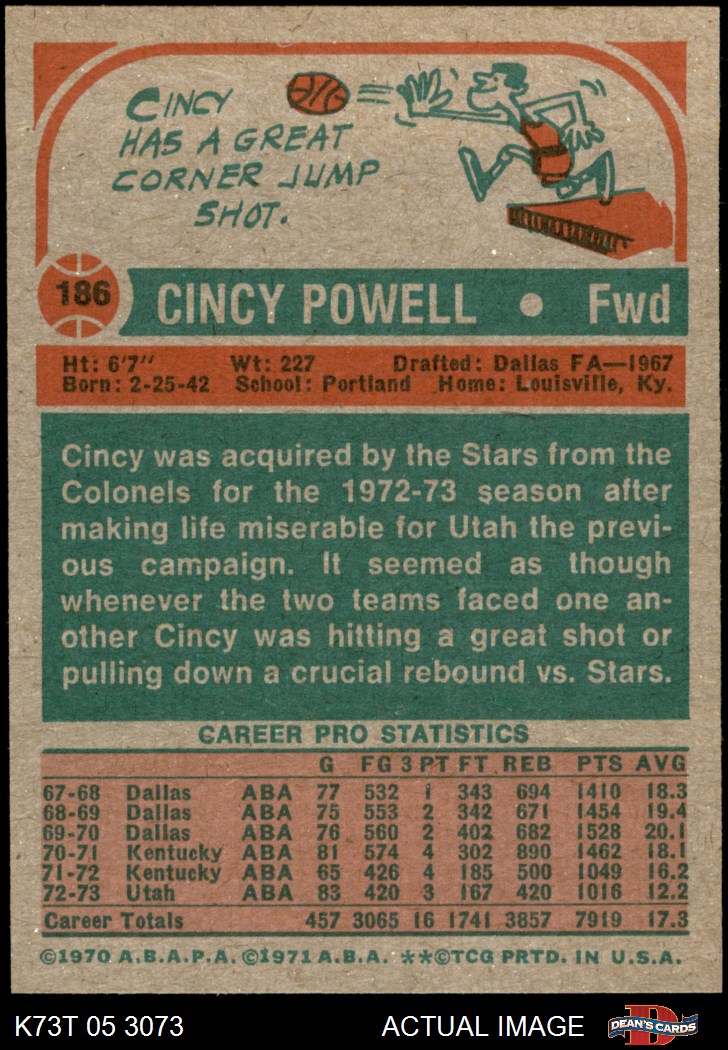 CINCY
HAS A GREAT
CORNER JUMP
SHOT.
186
CINCY POWELL • Fwd
Ht: 6'7" Wt: 227 Drafted: Dallas FA—1967
Born: 2-25-42 School: Portland Home: Louisville, Ky.
Cincy was acquired by the Stars from the
Colonels for the 1972-73 season after
making life miserable for Utah the previ-
ous campaign. It seemed as though
whenever the two teams faced one an-
other Cincy was hitting a great shot or
pulling down a crucial rebound vs. Stars.
CAREER PRO STATISTICS
G FG 3 PT FT REB PTS AVG
67-68 Dallas ABA 77 532 1 343 694 1410 18.3
68-69 Dallas ABA 75 553 2 342 671 1454 19.4
69-70 Dallas ABA 76 560 2 402 682 1528 20.1
70-71 Kentucky ABA 81 574 4 302 890 1462 18.1
71-72 Kentucky ABA 65 426 4 185 500 1049 16.2
72-73 Utah ABA 83 420 3 167 420 1016 12.2
Career Totals 457 3065 16 1741 3857 7919 17.3
©1970 A.B.A.P.A. ©1971 A.B.A. **©TCG PRTD. IN U.S.A.
K73T 05 3073 ACTUAL IMAGE DEAN'S CARDS